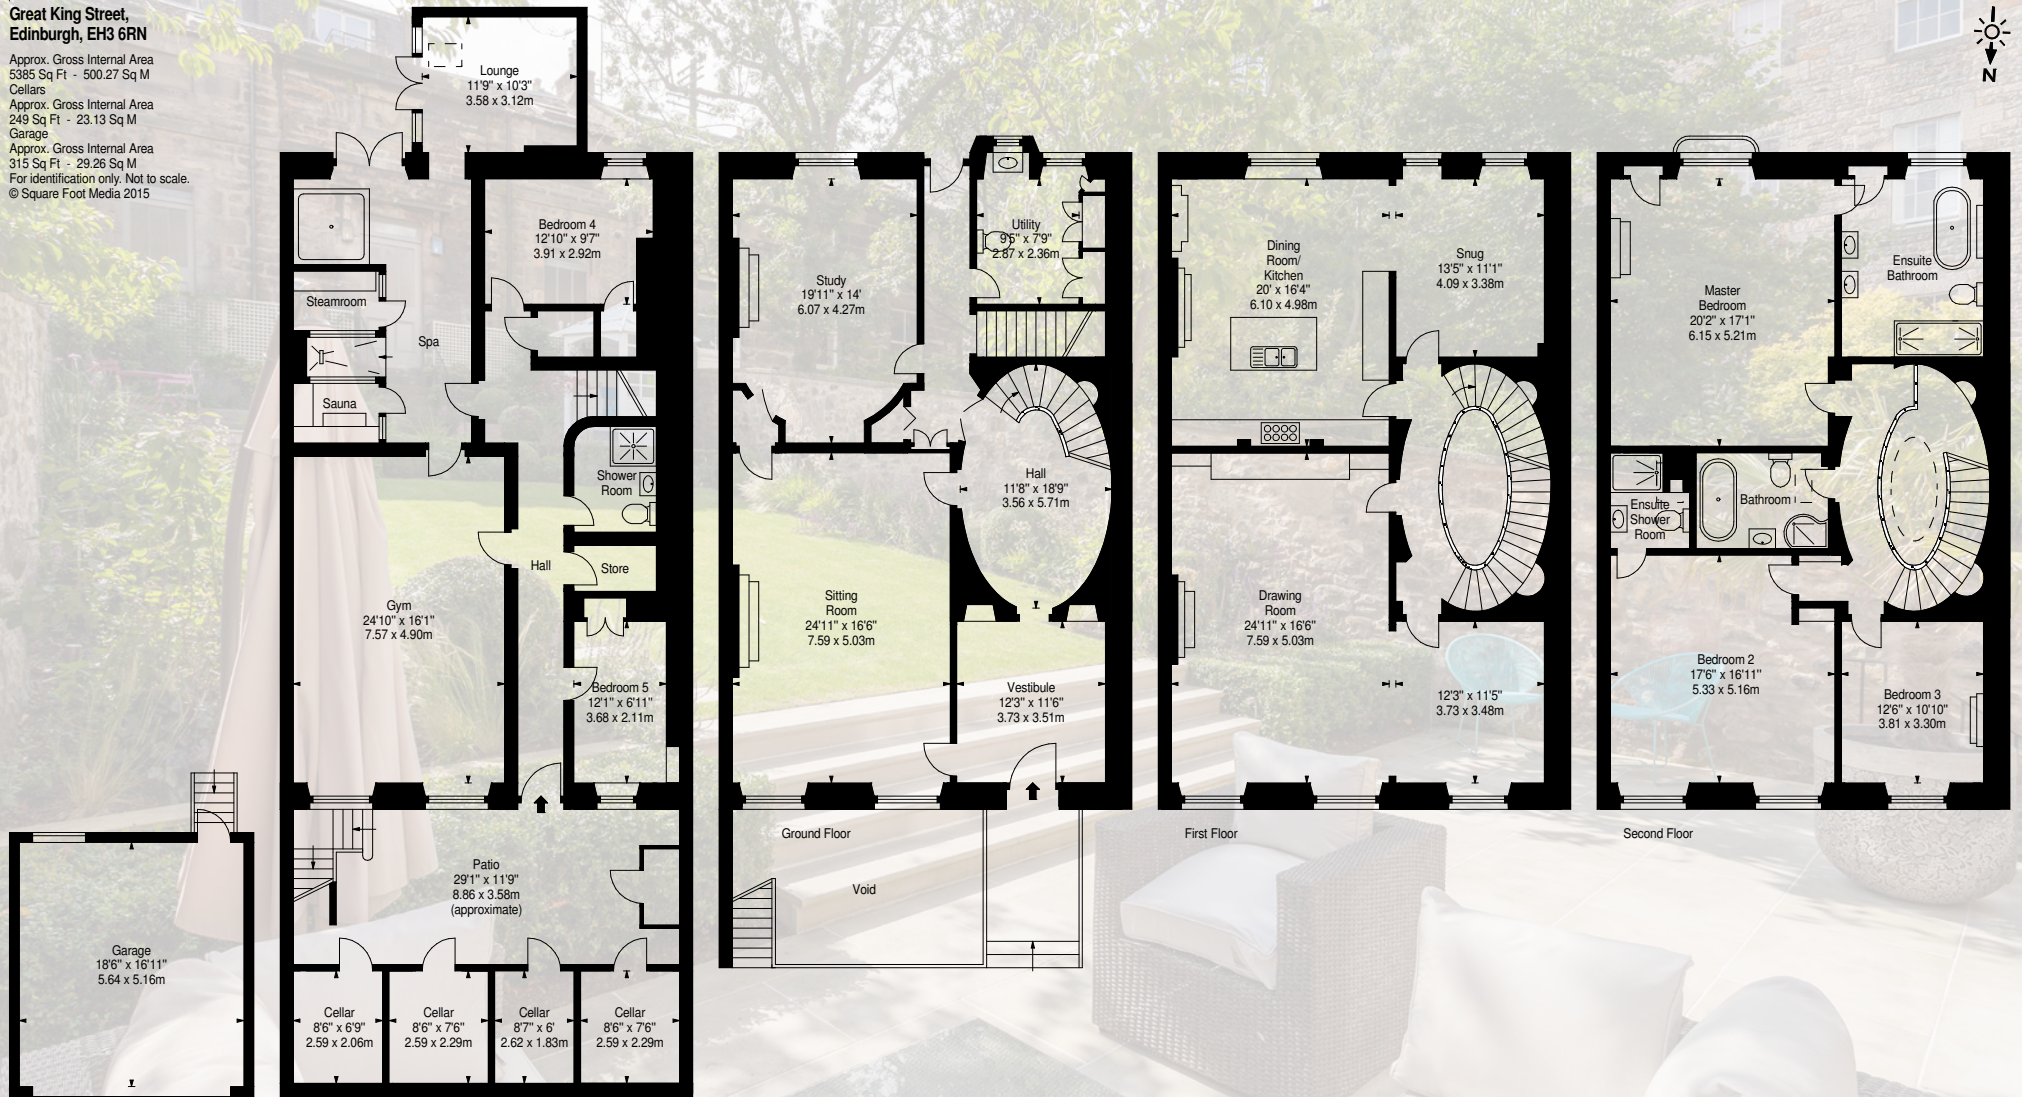 Great King Street,
Edinburgh, EH3 6RN
Approx. Gross Internal Area
5385 Sq Ft - 500.27 Sq M
Cellars
Approx. Gross Internal Area
249 Sq Ft - 23.13 Sq M
Garage
Approx. Gross Internal Area
315 Sq Ft - 29.26 Sq M
For identification only. Not to scale.
© Square Foot Media 2015
N
Lounge
11'9" x 10'3"
3.58 x 3.12m
Bedroom 4
12'10" x 9'7"
3.91 x 2.92m
Steamroom
Spa
Sauna
Shower
Room
Hall
Store
Gym
24'10" x 16'1"
7.57 x 4.90m
Bedroom 5
12'1" x 6'11"
3.68 x 2.11m
Patio
29'1" x 11'9"
8.86 x 3.58m
(approximate)
Garage
18'6" x 16'11"
5.64 x 5.16m
Cellar
8'6" x 6'9"
2.59 x 2.06m
Cellar
8'6" x 7'6"
2.59 x 2.29m
Cellar
8'7" x 6'
2.62 x 1.83m
Cellar
8'6" x 7'6"
2.59 x 2.29m
Utility
9'5" x 7'9"
2.87 x 2.36m
Study
19'11" x 14'
6.07 x 4.27m
Hall
11'8" x 18'9"
3.56 x 5.71m
Sitting
Room
24'11" x 16'6"
7.59 x 5.03m
Vestibule
12'3" x 11'6"
3.73 x 3.51m
Ground Floor
Void
Dining
Room/
Kitchen
20' x 16'4"
6.10 x 4.98m
Snug
13'5" x 11'1"
4.09 x 3.38m
Drawing
Room
24'11" x 16'6"
7.59 x 5.03m
12'3" x 11'5"
3.73 x 3.48m
First Floor
Master
Bedroom
20'2" x 17'1"
6.15 x 5.21m
Ensuite
Bathroom
Ensuite
Shower
Room
Bathroom
Bedroom 2
17'6" x 16'11"
5.33 x 5.16m
Bedroom 3
12'6" x 10'10"
3.81 x 3.30m
Second Floor